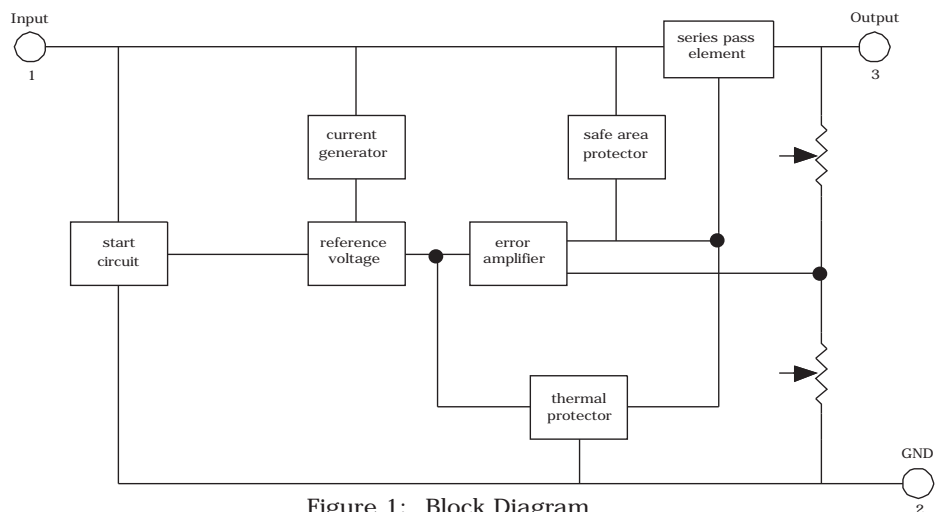 Input
Output
1
3
series pass
element
current
generator
safe area
protector
start
circuit
reference
voltage
error
amplifier
thermal
protector
GND
2
Figure 1: Block Diagram